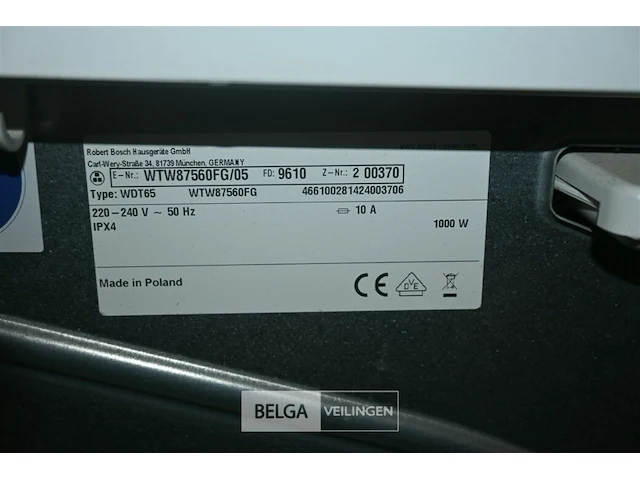 Robert Bosch Hausgeräte GmbH
Carl-Wery-Straße 34, 81739 München, GERMANY
E-Nr.: WTW87560FG/05 FD: 9610 Z-Nr.: 2 00370
Type: WDT65 WTW87560FG 466100281424003706
220-240 V ~ 50 Hz 10 A
IPX4 1000 W
Made in Poland CE DVE
BELGA VEILINGEN